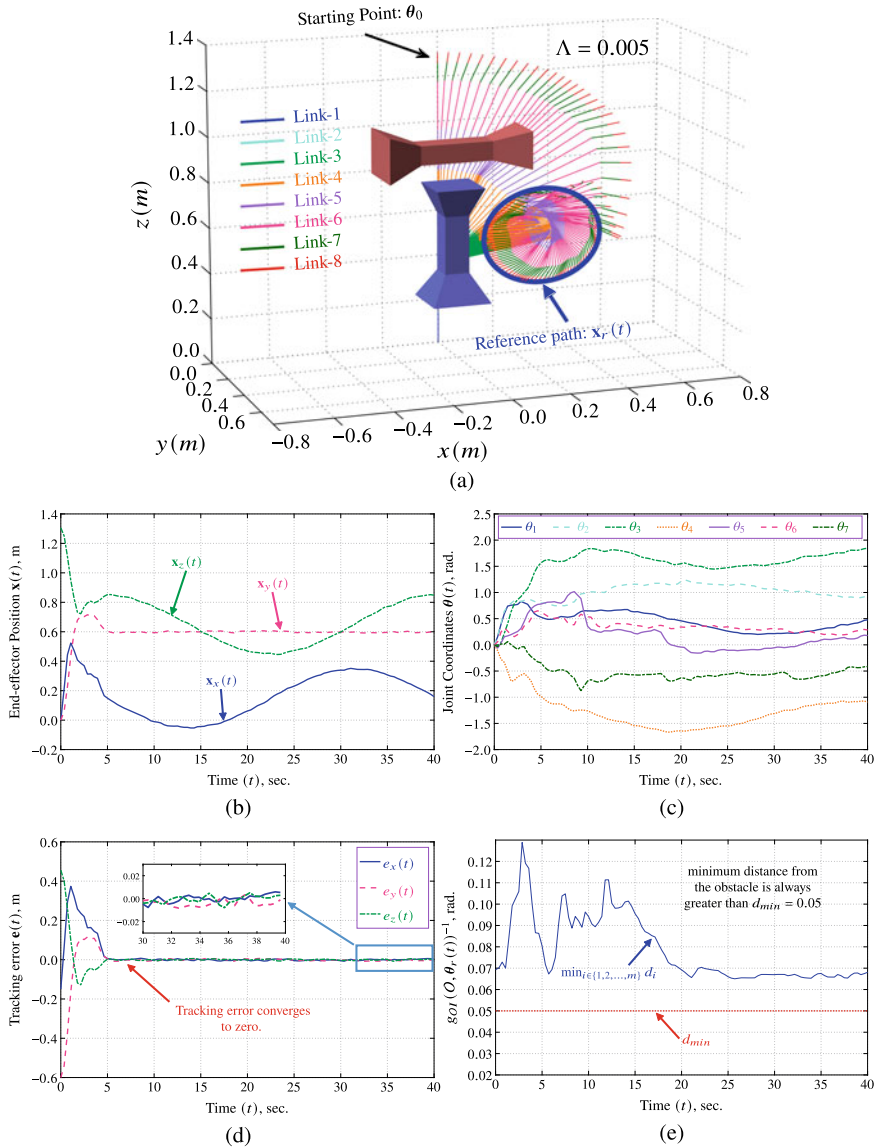 Starting Point: θ₀
Λ = 0.005
1.4
1.2
1.0
0.8
0.6
0.4
0.2
0.0
z(m)
Link-1
Link-2
Link-3
Link-4
Link-5
Link-6
Link-7
Link-8
Reference path: xᵣ(t)
0.0
0.2
0.4
0.6
y(m)
-0.8
-0.6
-0.4
-0.2
0.0
0.2
0.4
0.6
0.8
x(m)
(a)
End-effector Position x(t), m
1.4
1.2
1.0
0.8
0.6
0.4
0.2
0.0
−0.2
x_z(t)
x_y(t)
x_x(t)
0 5 10 15 20 25 30 35 40
Time (t), sec.
(b)
Joint Coordinates θ(t), rad.
2.5
2.0
1.5
1.0
0.5
0.0
−0.5
−1.0
−1.5
−2.0
θ₁ θ₂ θ₃ θ₄ θ₅ θ₆ θ₇
0 5 10 15 20 25 30 35 40
Time (t), sec.
(c)
Tracking error e(t), m
0.6
0.4
0.2
0.0
−0.2
−0.4
−0.6
0.02
0.00
−0.02
30 32 34 36 38 40
e_x(t)
e_y(t)
e_z(t)
Tracking error converges
to zero.
0 5 10 15 20 25 30 35 40
Time (t), sec.
(d)
g_OI(O, θᵣ(t))⁻¹, rad.
0.12
0.11
0.10
0.09
0.08
0.07
0.06
0.05
0.04
0.03
0.02
minimum distance from
the obstacle is always
greater than d_min = 0.05
min_i∈{1,2,...,m} d_i
d_min
0 5 10 15 20 25 30 35 40
Time (t), sec.
(e)